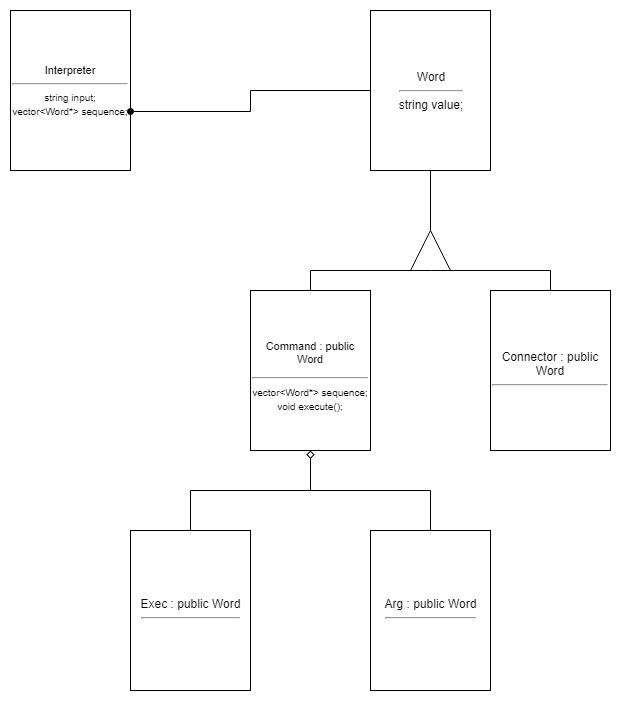 Interpreter
string input;
vector<Word*> sequence;
Word
string value;
Command : public
Word
vector<Word*> sequence;
void execute();
Connector : public
Word
Exec : public Word
Arg : public Word